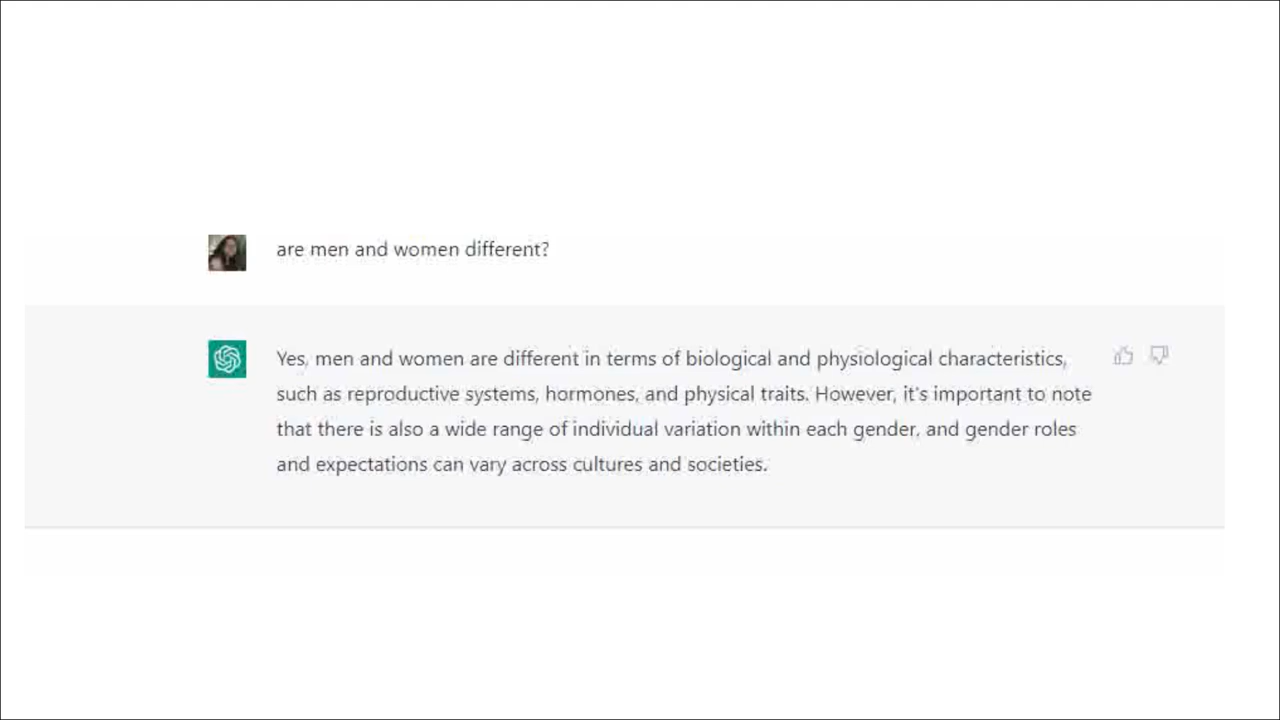 are men and women different?
Yes, men and women are different in terms of biological and physiological characteristics,
such as reproductive systems, hormones, and physical traits. However, it's important to note
that there is also a wide range of individual variation within each gender, and gender roles
and expectations can vary across cultures and societies.